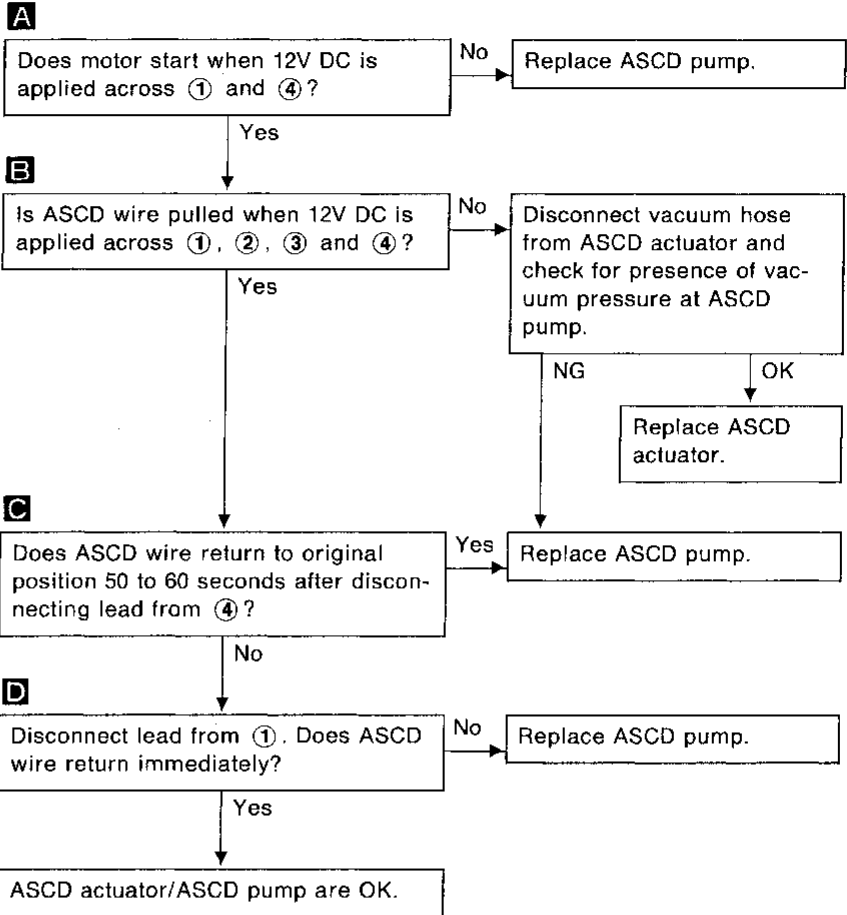 A
Does motor start when 12V DC is
applied across ① and ④?
No
Replace ASCD pump.
Yes
B
Is ASCD wire pulled when 12V DC is
applied across ①, ②, ③ and ④?
No
Disconnect vacuum hose
from ASCD actuator and
check for presence of vac-
uum pressure at ASCD
pump.
Yes
NG
OK
Replace ASCD
actuator.
C
Does ASCD wire return to original
position 50 to 60 seconds after discon-
necting lead from ④?
Yes
Replace ASCD pump.
No
D
Disconnect lead from ①. Does ASCD
wire return immediately?
No
Replace ASCD pump.
Yes
ASCD actuator/ASCD pump are OK.